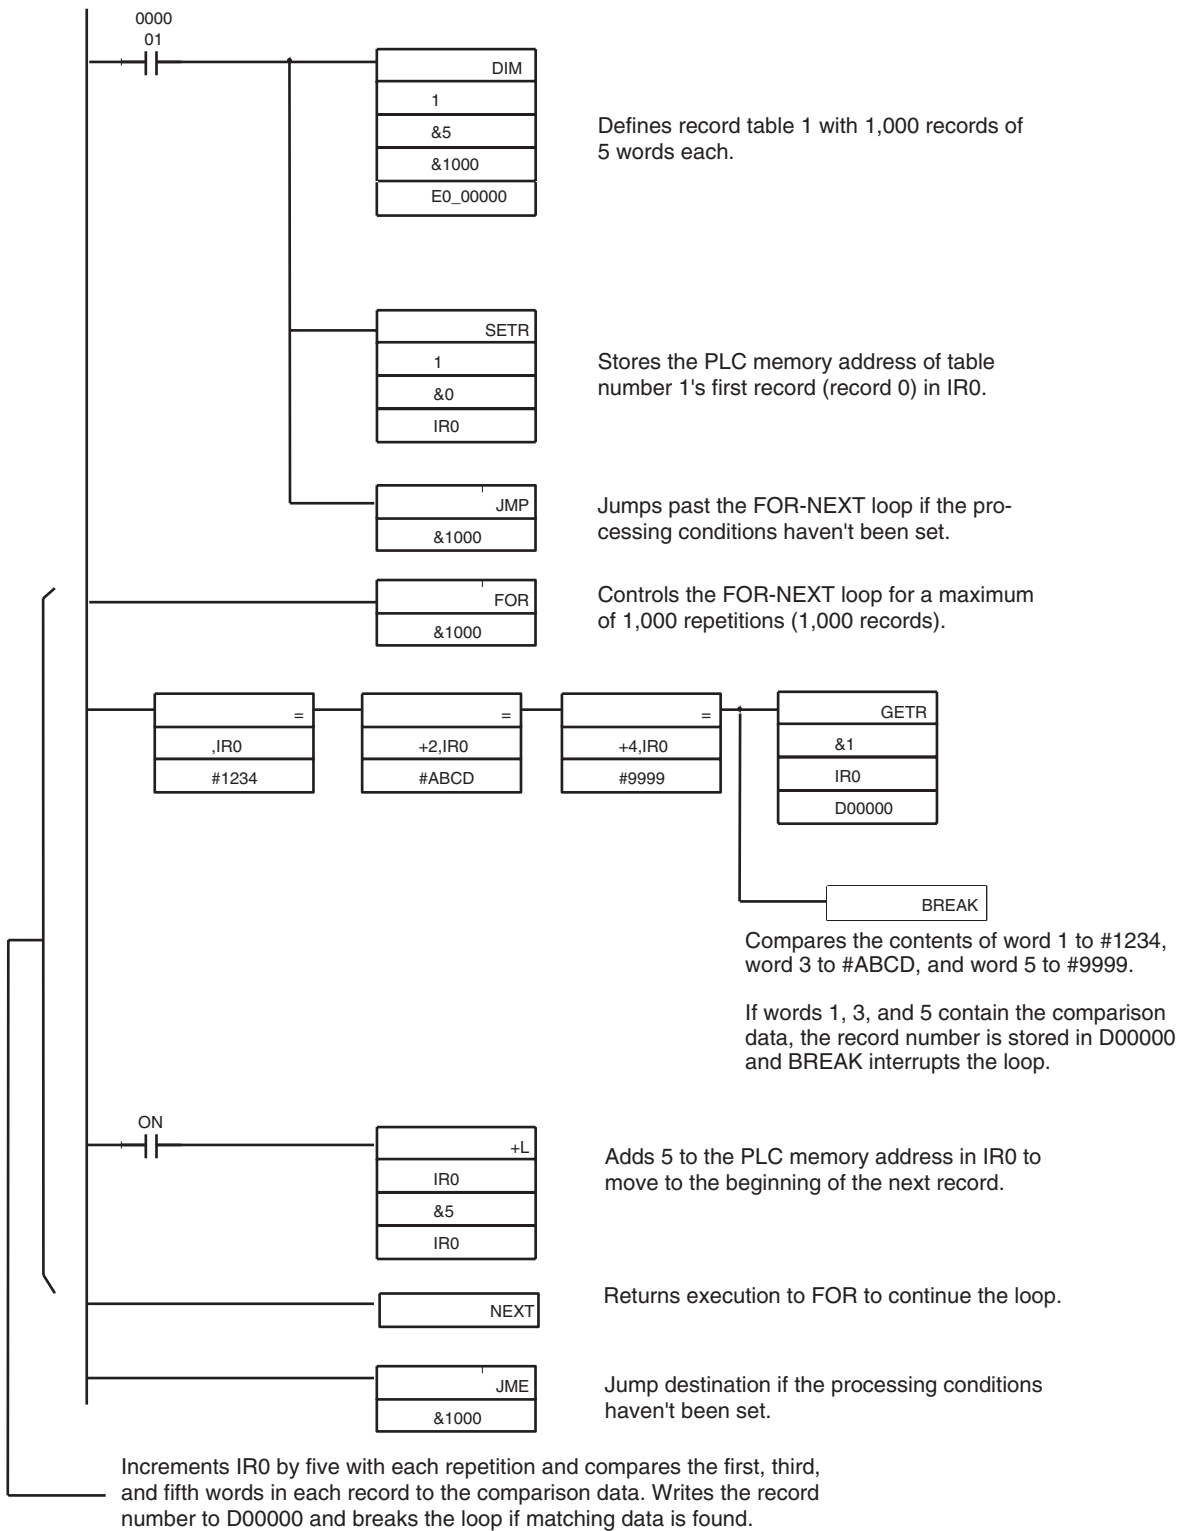 0000
01
DIM
1
&5
&1000
E0_00000
Defines record table 1 with 1,000 records of
5 words each.
SETR
1
&0
IR0
Stores the PLC memory address of table
number 1's first record (record 0) in IR0.
JMP
&1000
Jumps past the FOR-NEXT loop if the pro-
cessing conditions haven't been set.
FOR
&1000
Controls the FOR-NEXT loop for a maximum
of 1,000 repetitions (1,000 records).
=
,IR0
#1234
=
+2,IR0
#ABCD
=
+4,IR0
#9999
GETR
&1
IR0
D00000
BREAK
Compares the contents of word 1 to #1234,
word 3 to #ABCD, and word 5 to #9999.
If words 1, 3, and 5 contain the comparison
data, the record number is stored in D00000
and BREAK interrupts the loop.
ON
+L
IR0
&5
IR0
Adds 5 to the PLC memory address in IR0 to
move to the beginning of the next record.
NEXT
Returns execution to FOR to continue the loop.
JME
&1000
Jump destination if the processing conditions
haven't been set.
Increments IR0 by five with each repetition and compares the first, third,
and fifth words in each record to the comparison data. Writes the record
number to D00000 and breaks the loop if matching data is found.